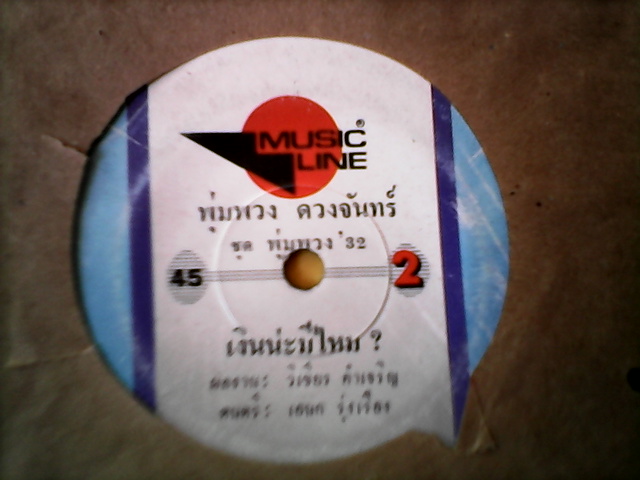 MUSIC®
LINE
พุ่มพวง ดวงจันทร์
ชุด พุ่มพวง '32
45
2
เงินน่ะมีไหม ?
ผลงาน: วิเชียร คำเจริญ
ดนตรี: เอนก รุ่งเรือง